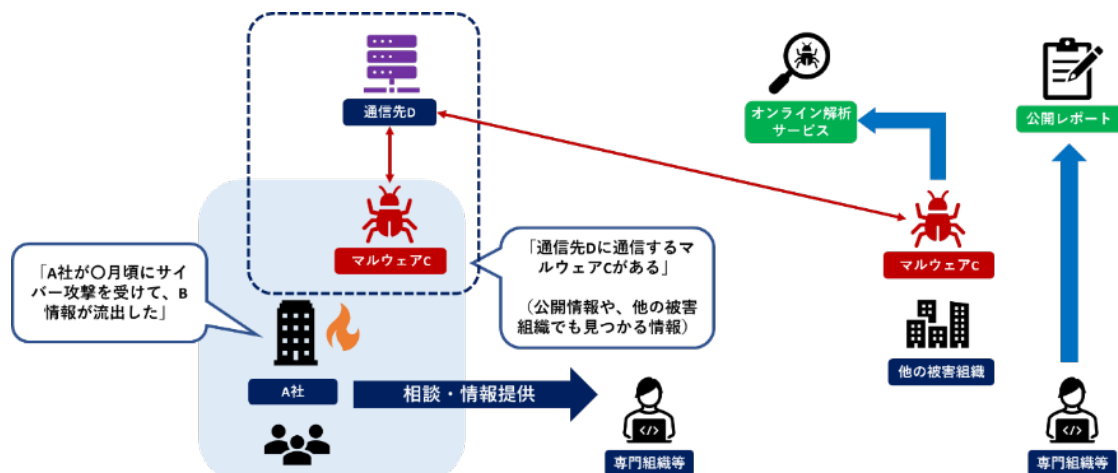 通信先D
オンライン解析
サービス
公開レポート
マルウェアC
「A社が〇月頃にサイ
バー攻撃を受けて、B
情報が流出した」
「通信先Dに通信するマ
ルウェアCがある」
（公開情報や、他の被害
組織でも見つかる情報）
マルウェアC
他の被害組織
A社
相談・情報提供
</>
専門組織等
</>
専門組織等